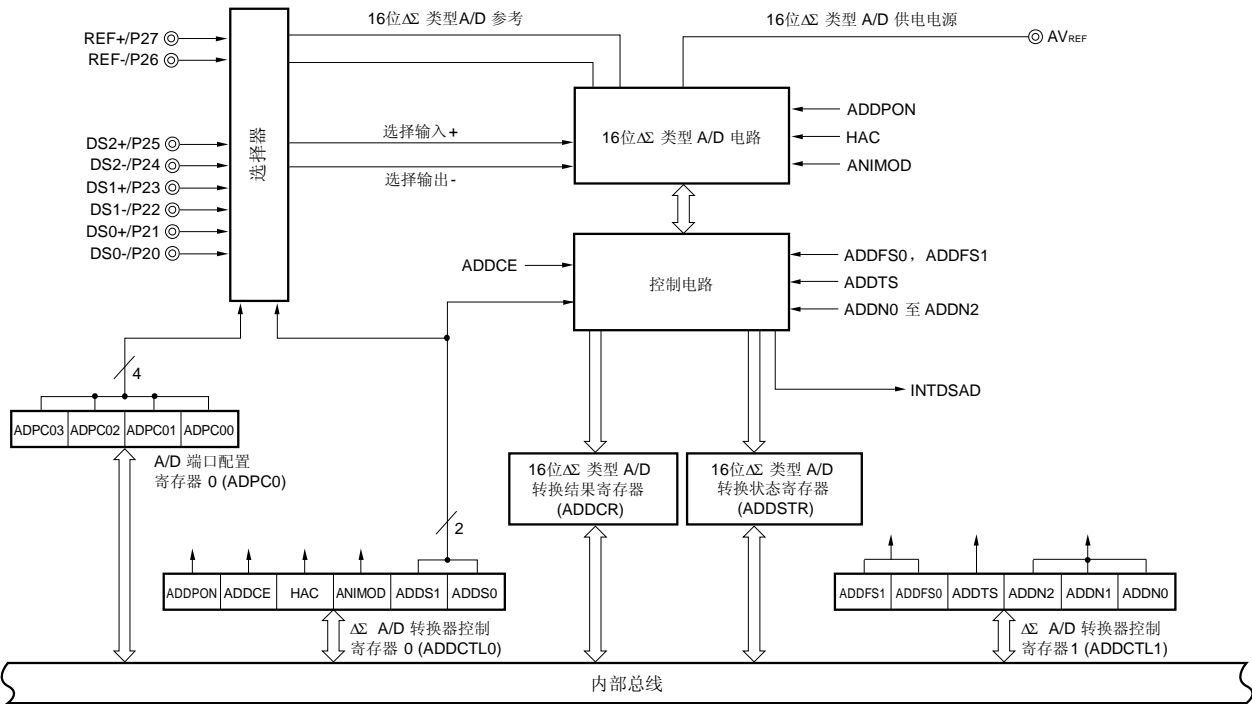 16位ΔΣ 类型A/D 参考
16位ΔΣ 类型 A/D 供电电源
REF+/P27
REF-/P26
AVREF
DS2+/P25
DS2-/P24
DS1+/P23
DS1-/P22
DS0+/P21
DS0-/P20
选择器
选择输入+
选择输出-
16位ΔΣ 类型 A/D 电路
ADDPON
HAC
ANIMOD
ADDCE
控制电路
ADDFS0，ADDFS1
ADDTS
ADDN0 至 ADDN2
INTDSAD
4
ADPC03 ADPC02 ADPC01 ADPC00
A/D 端口配置
寄存器 0 (ADPC0)
16位ΔΣ 类型 A/D
转换结果寄存器
(ADDCR)
16位ΔΣ 类型 A/D
转换状态寄存器
(ADDSTR)
2
ADDPON ADDCE HAC ANIMOD ADDS1 ADDS0
ΔΣ A/D 转换器控制
寄存器 0 (ADDCTL0)
ADDFS1 ADDFS0 ADDTS ADDN2 ADDN1 ADDN0
ΔΣ A/D 转换器控制
寄存器1 (ADDCTL1)
内部总线